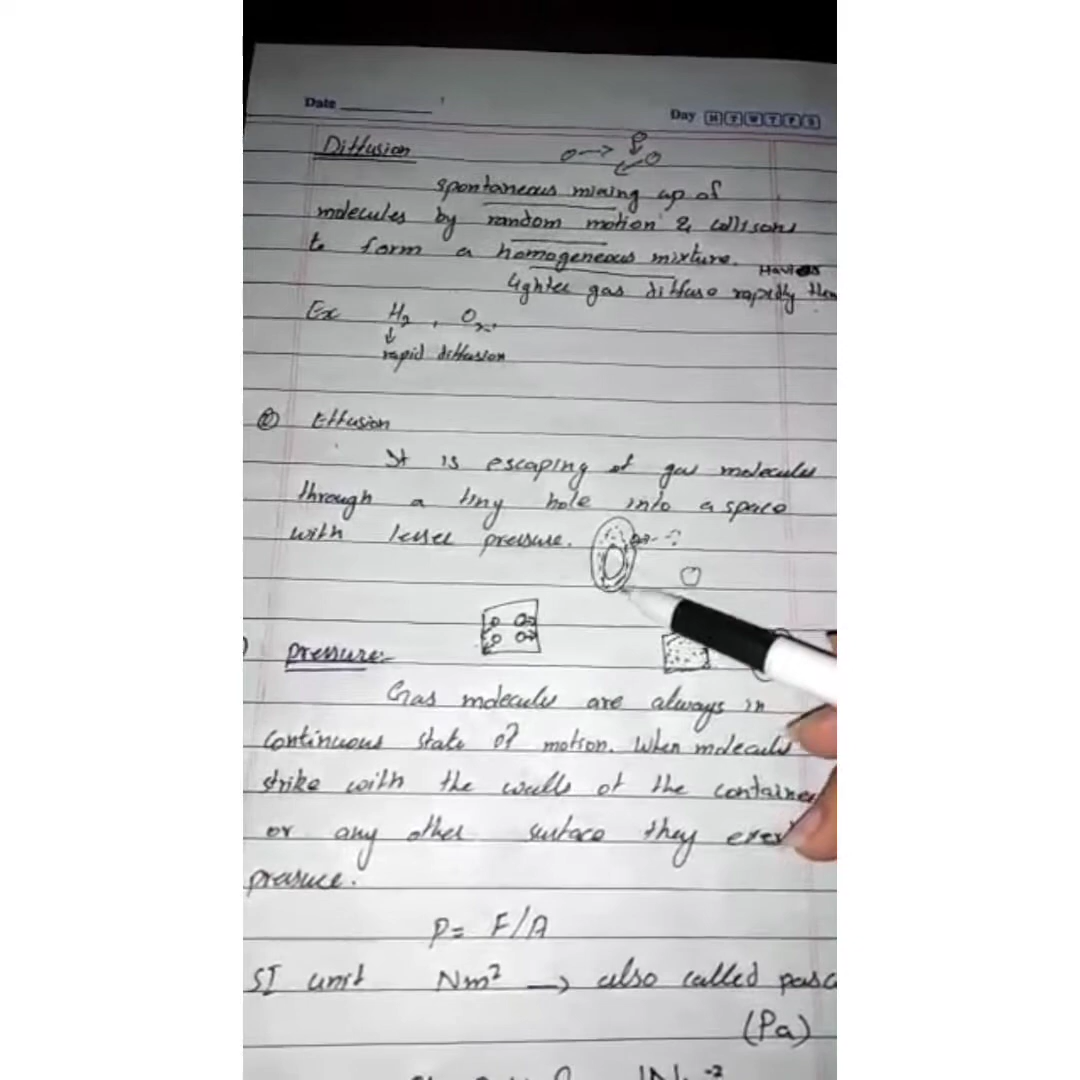 Date
Day M T W T F S
Diffusion
spontaneous mixing up of
molecules by random motion & collisons
to form a homogeneous mixture.
Havier
lighter gas diffuse rapidly then
Ex H₂ , O₂.
↓
rapid diffusion
② Effusion
It is escaping of gas molecules
through a tiny hole into a space
with lesser pressure.
Pressure:-
Gas molecules are always in
continuous state of motion. When molecules
strike with the walls of the container
or any other surface they exert
pressure.
P= F/A
SI unit Nm² → also called pasc
(Pa)